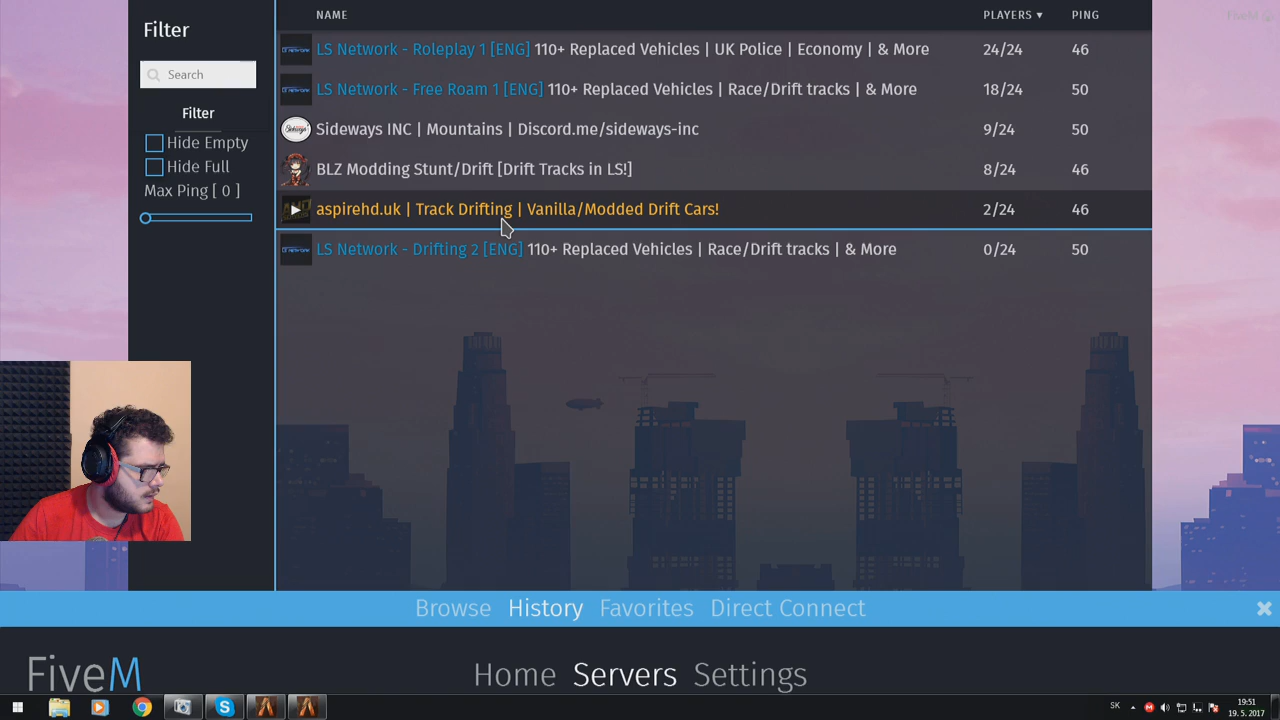 Filter
Search
Filter
Hide Empty
Hide Full
Max Ping [ 0 ]
NAME PLAYERS ▼ PING
LS Network - Roleplay 1 [ENG] 110+ Replaced Vehicles | UK Police | Economy | & More 24/24 46
LS Network - Free Roam 1 [ENG] 110+ Replaced Vehicles | Race/Drift tracks | & More 18/24 50
Sideways INC | Mountains | Discord.me/sideways-inc 9/24 50
BLZ Modding Stunt/Drift [Drift Tracks in LS!] 8/24 46
aspirehd.uk | Track Drifting | Vanilla/Modded Drift Cars! 2/24 46
LS Network - Drifting 2 [ENG] 110+ Replaced Vehicles | Race/Drift tracks | & More 0/24 50
FiveM
Browse History Favorites Direct Connect
FiveM
Home Servers Settings
SK
19:51
19. 5. 2017